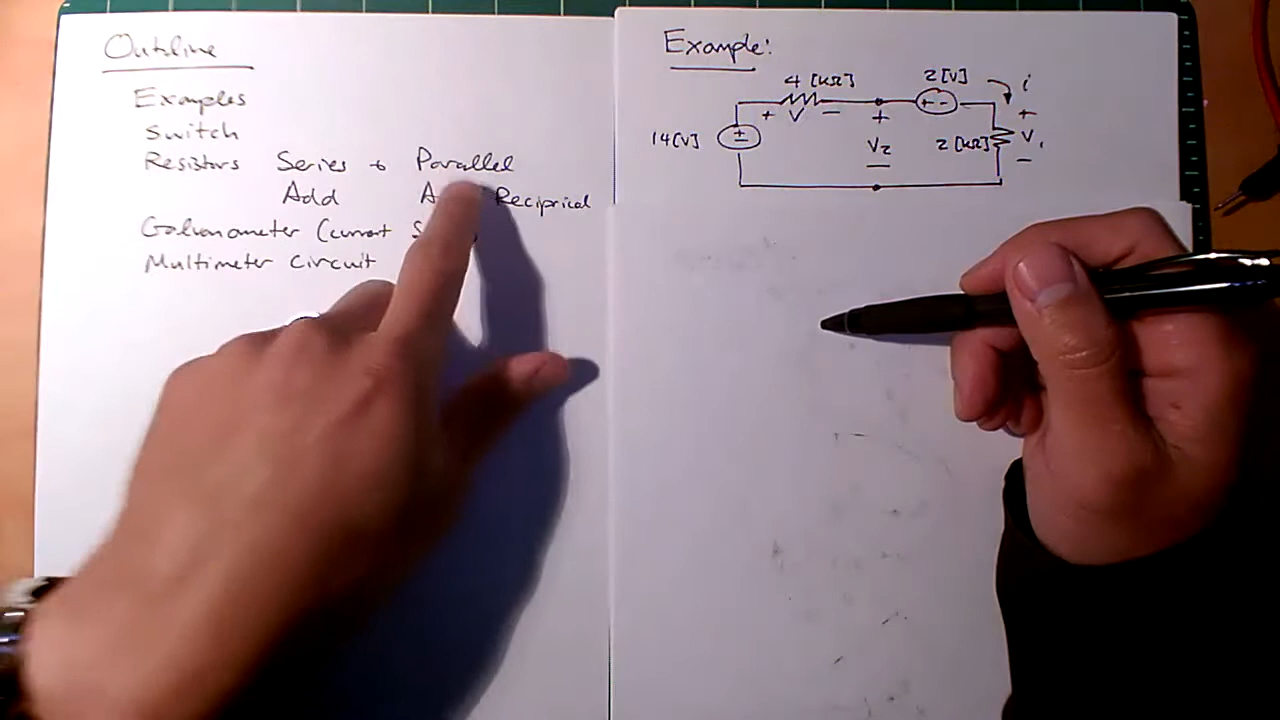 Outline
Examples
Switch
Resistors Series + Parallel
Add Reciprical
Galvanometer (current
Multimeter circuit
Example:
4 [kΩ] 2[V] i
+ V - + + - - +
14[V] + - V2 2[kΩ] V1
- -